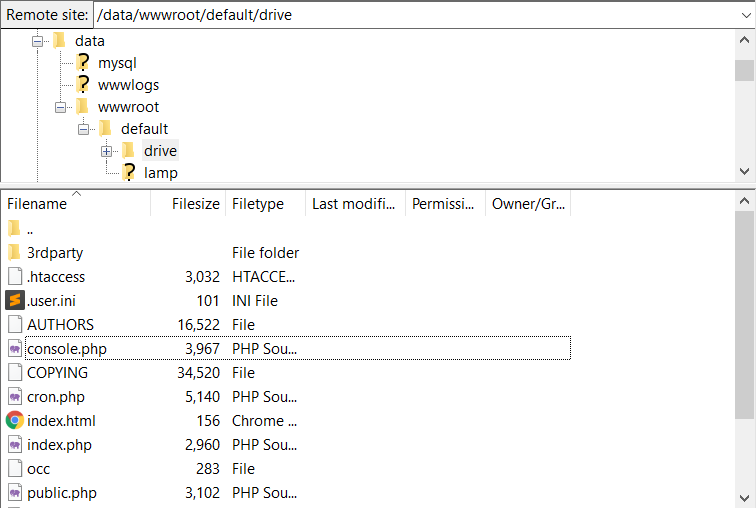 Remote site: /data/wwwroot/default/drive
data
? mysql
? wwwlogs
wwwroot
default
drive
? lamp
Filename Filesize Filetype Last modifi... Permissi... Owner/Gr...
..
3rdparty File folder
.htaccess 3,032 HTACCE...
.user.ini 101 INI File
AUTHORS 16,522 File
console.php 3,967 PHP Sou...
COPYING 34,520 File
cron.php 5,140 PHP Sou...
index.html 156 Chrome ...
index.php 2,960 PHP Sou...
occ 283 File
public.php 3,102 PHP Sou...